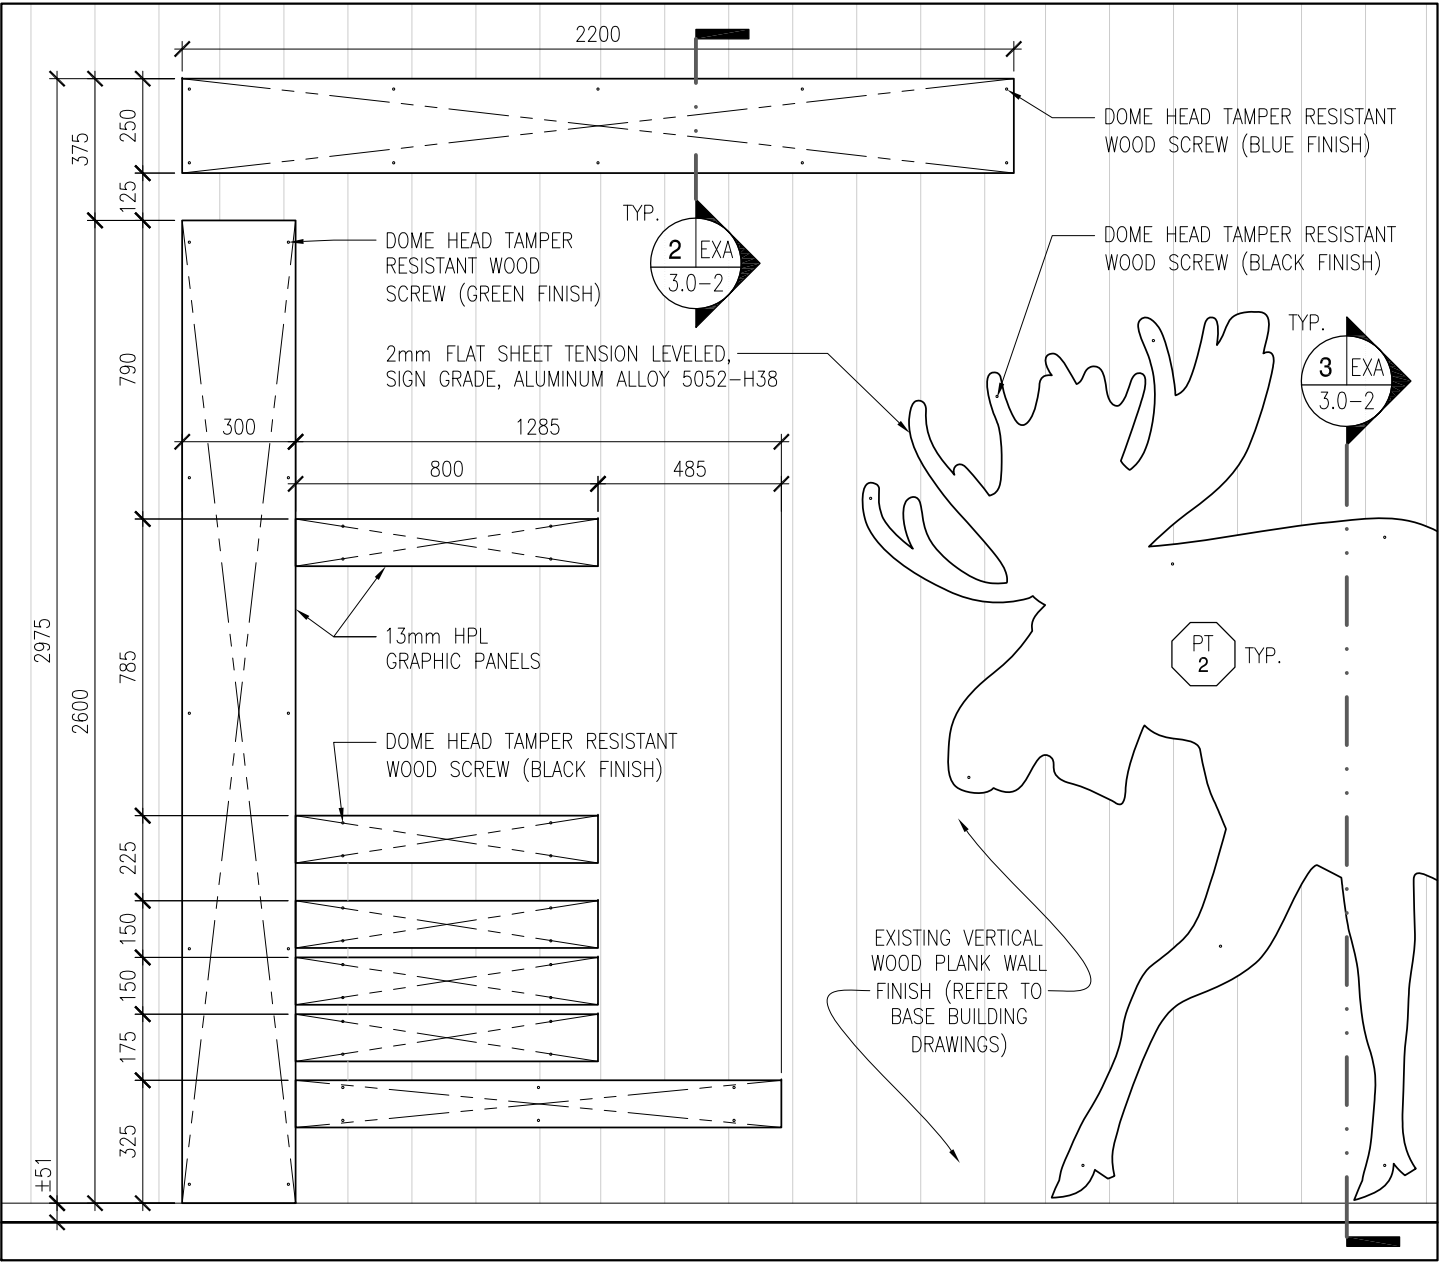 2200
250
375
125
DOME HEAD TAMPER RESISTANT
WOOD SCREW (BLUE FINISH)
TYP.
2 EXA
3.0-2
DOME HEAD TAMPER
RESISTANT WOOD
SCREW (GREEN FINISH)
DOME HEAD TAMPER RESISTANT
WOOD SCREW (BLACK FINISH)
TYP.
3 EXA
3.0-2
2mm FLAT SHEET TENSION LEVELED,
SIGN GRADE, ALUMINUM ALLOY 5052-H38
790
300
1285
800
485
2975
2600
785
13mm HPL
GRAPHIC PANELS
PT
2
TYP.
DOME HEAD TAMPER RESISTANT
WOOD SCREW (BLACK FINISH)
225
150
150
175
325
±51
EXISTING VERTICAL
WOOD PLANK WALL
FINISH (REFER TO
BASE BUILDING
DRAWINGS)